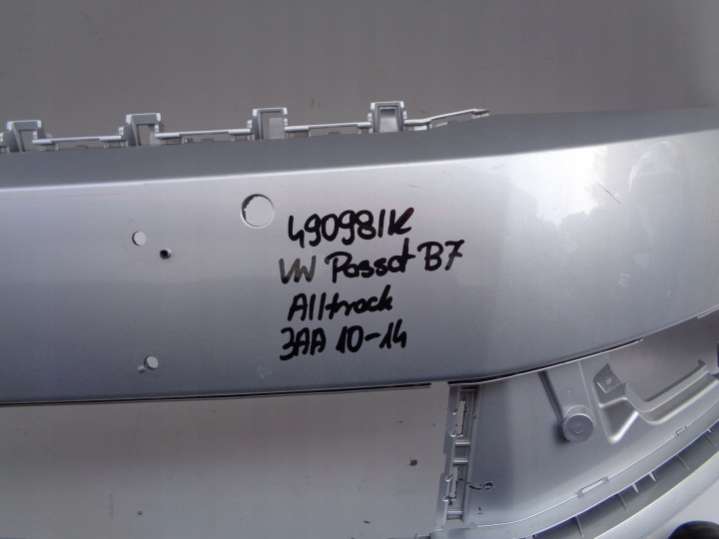 490981K
VW Passat B7
Alltrack
3AA 10-14